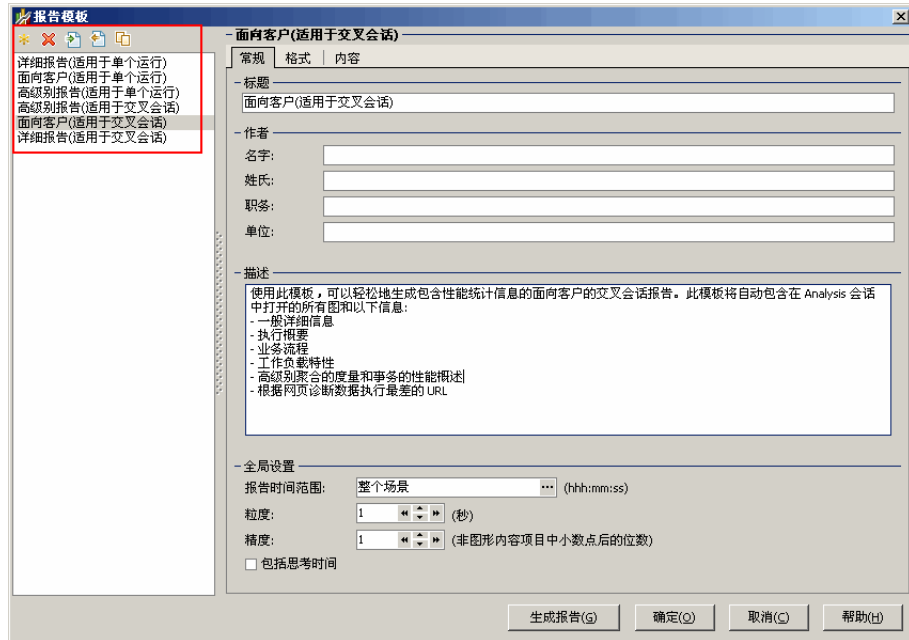 报告模板
详细报告(适用于单个运行)
面向客户(适用于单个运行)
高级别报告(适用于单个运行)
高级别报告(适用于交叉会话)
面向客户(适用于交叉会话)
详细报告(适用于交叉会话)
面向客户(适用于交叉会话)
常规 格式 内容
标题
面向客户(适用于交叉会话)
作者
名字:
姓氏:
职务:
单位:
描述
使用此模板，可以轻松地生成包含性能统计信息的面向客户的交叉会话报告。此模板将自动包含在 Analysis 会话
中打开的所有图和以下信息:
- 一般详细信息
- 执行概要
- 业务流程
- 工作负载特性
- 高级别聚合的度量和事务的性能概述
- 根据网页诊断数据执行最差的 URL
全局设置
报告时间范围: 整个场景 ... (hhh:mm:ss)
粒度: 1 (秒)
精度: 1 (非图形内容项目中小数点后的位数)
包括思考时间
生成报告(G) 确定(O) 取消(C) 帮助(H)